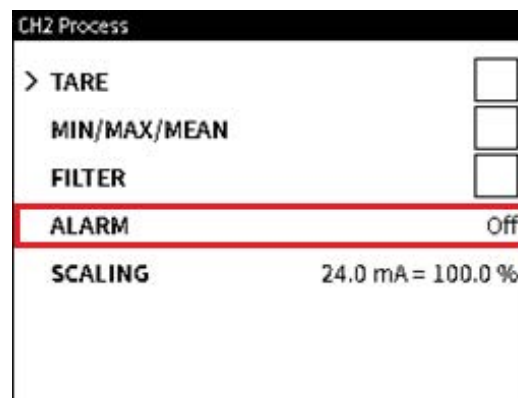 CH2 Process
> TARE
MIN/MAX/MEAN
FILTER
ALARM Off
SCALING 24.0 mA = 100.0 %